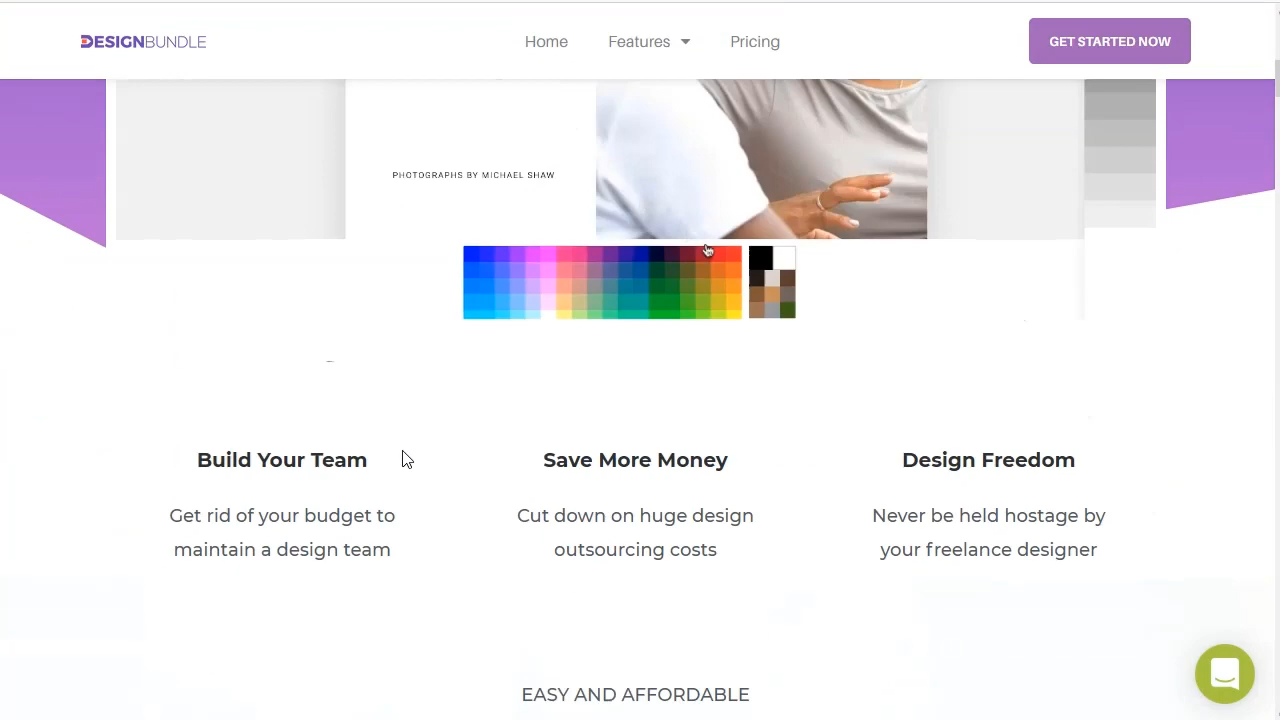 DESIGNBUNDLE
Home
Features
Pricing
GET STARTED NOW
PHOTOGRAPHS BY MICHAEL SHAW
Build Your Team
Get rid of your budget to
maintain a design team
Save More Money
Cut down on huge design
outsourcing costs
Design Freedom
Never be held hostage by
your freelance designer
EASY AND AFFORDABLE